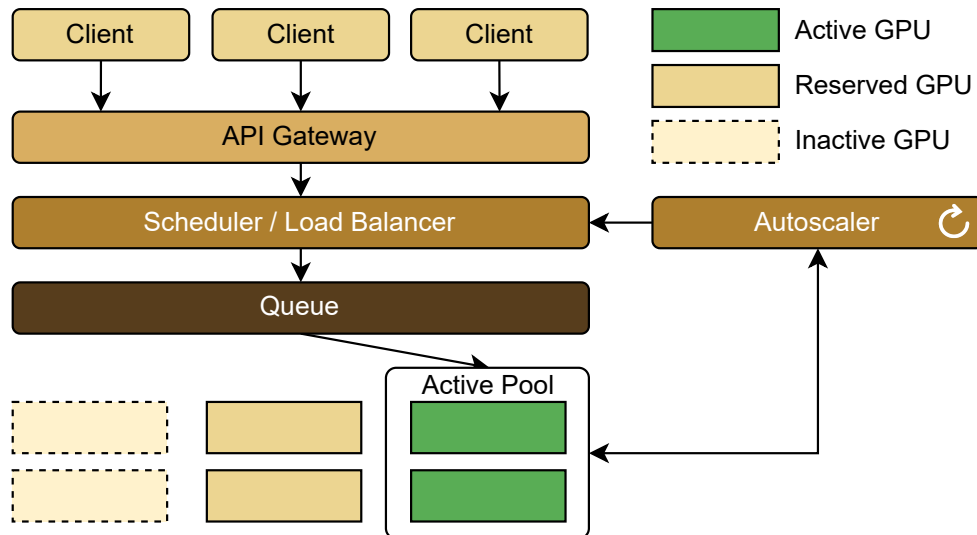 Client
Client
Client
Active GPU
Reserved GPU
API Gateway
Inactive GPU
Scheduler / Load Balancer
Autoscaler
Queue
Active Pool